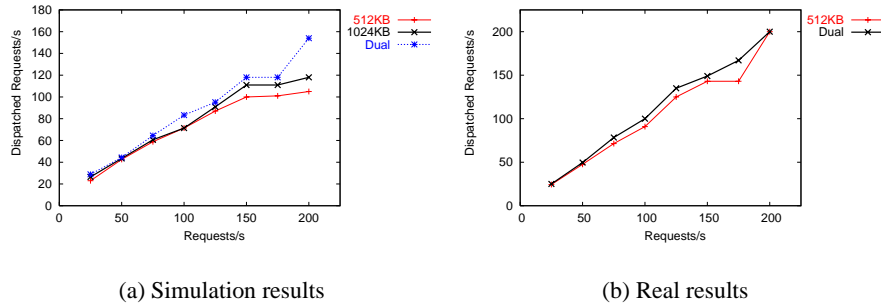 180
160
140
120
100
80
60
40
20
0
Dispatched Requests/s
0 50 100 150 200
Requests/s
512KB
1024KB
Dual
(a) Simulation results
200
150
100
50
0
Dispatched Requests/s
0 50 100 150 200
Requests/s
512KB
Dual
(b) Real results